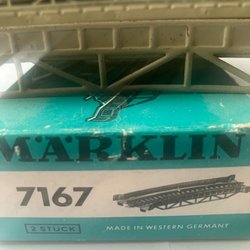 MÄRKLIN
7167
2 STÜCK
MADE IN WESTERN GERMANY